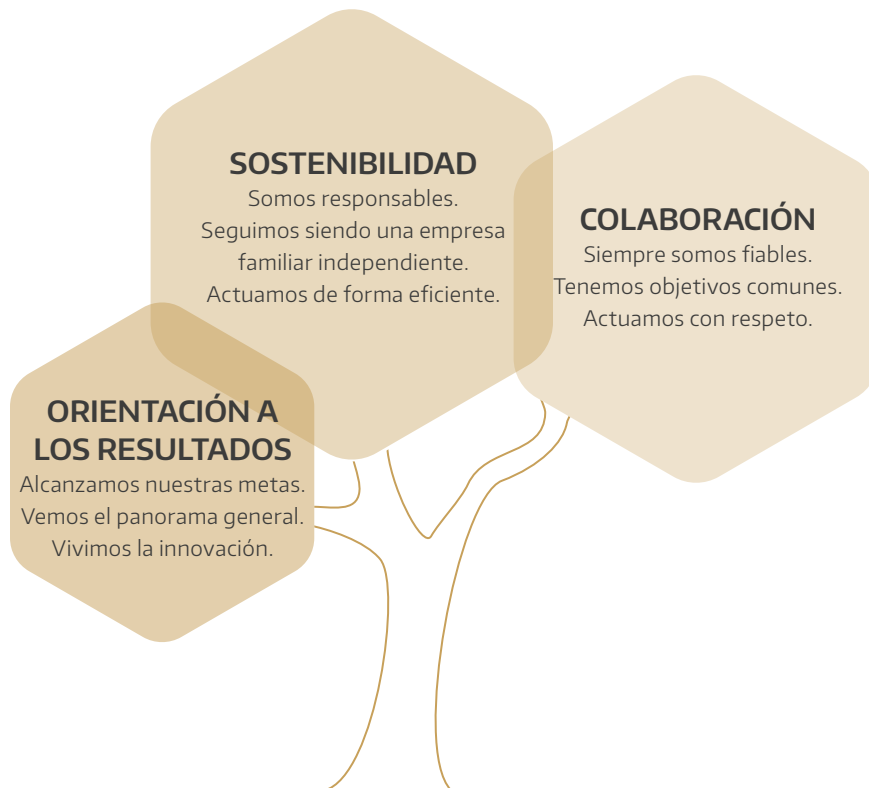 SOSTENIBILIDAD
Somos responsables.
Seguimos siendo una empresa
familiar independiente.
Actuamos de forma eficiente.
COLABORACIÓN
Siempre somos fiables.
Tenemos objetivos comunes.
Actuamos con respeto.
ORIENTACIÓN A
LOS RESULTADOS
Alcanzamos nuestras metas.
Vemos el panorama general.
Vivimos la innovación.